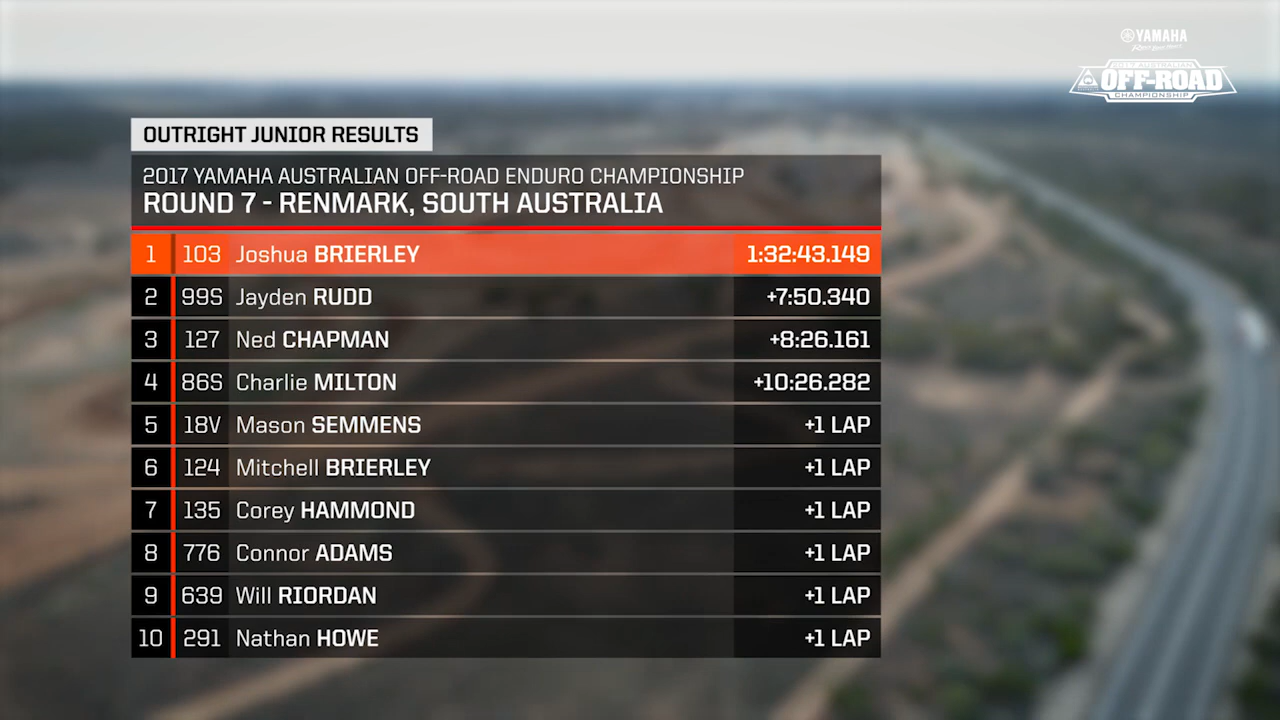 YAMAHA
2017 AUSTRALIAN
OFF-ROAD
CHAMPIONSHIP
OUTRIGHT JUNIOR RESULTS
2017 YAMAHA AUSTRALIAN OFF-ROAD ENDURO CHAMPIONSHIP
ROUND 7 - RENMARK, SOUTH AUSTRALIA
1 103 Joshua BRIERLEY 1:32:43.149
2 99S Jayden RUDD +7:50.340
3 127 Ned CHAPMAN +8:26.161
4 86S Charlie MILTON +10:26.282
5 18V Mason SEMMENS +1 LAP
6 124 Mitchell BRIERLEY +1 LAP
7 135 Corey HAMMOND +1 LAP
8 776 Connor ADAMS +1 LAP
9 639 Will RIORDAN +1 LAP
10 291 Nathan HOWE +1 LAP